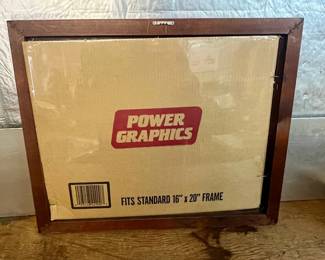 POWER
GRAPHICS
FITS STANDARD 16" x 20" FRAME